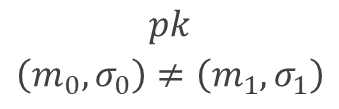 𝑝𝑘
(𝑚₀, 𝜎₀) ≠ (𝑚₁, 𝜎₁)